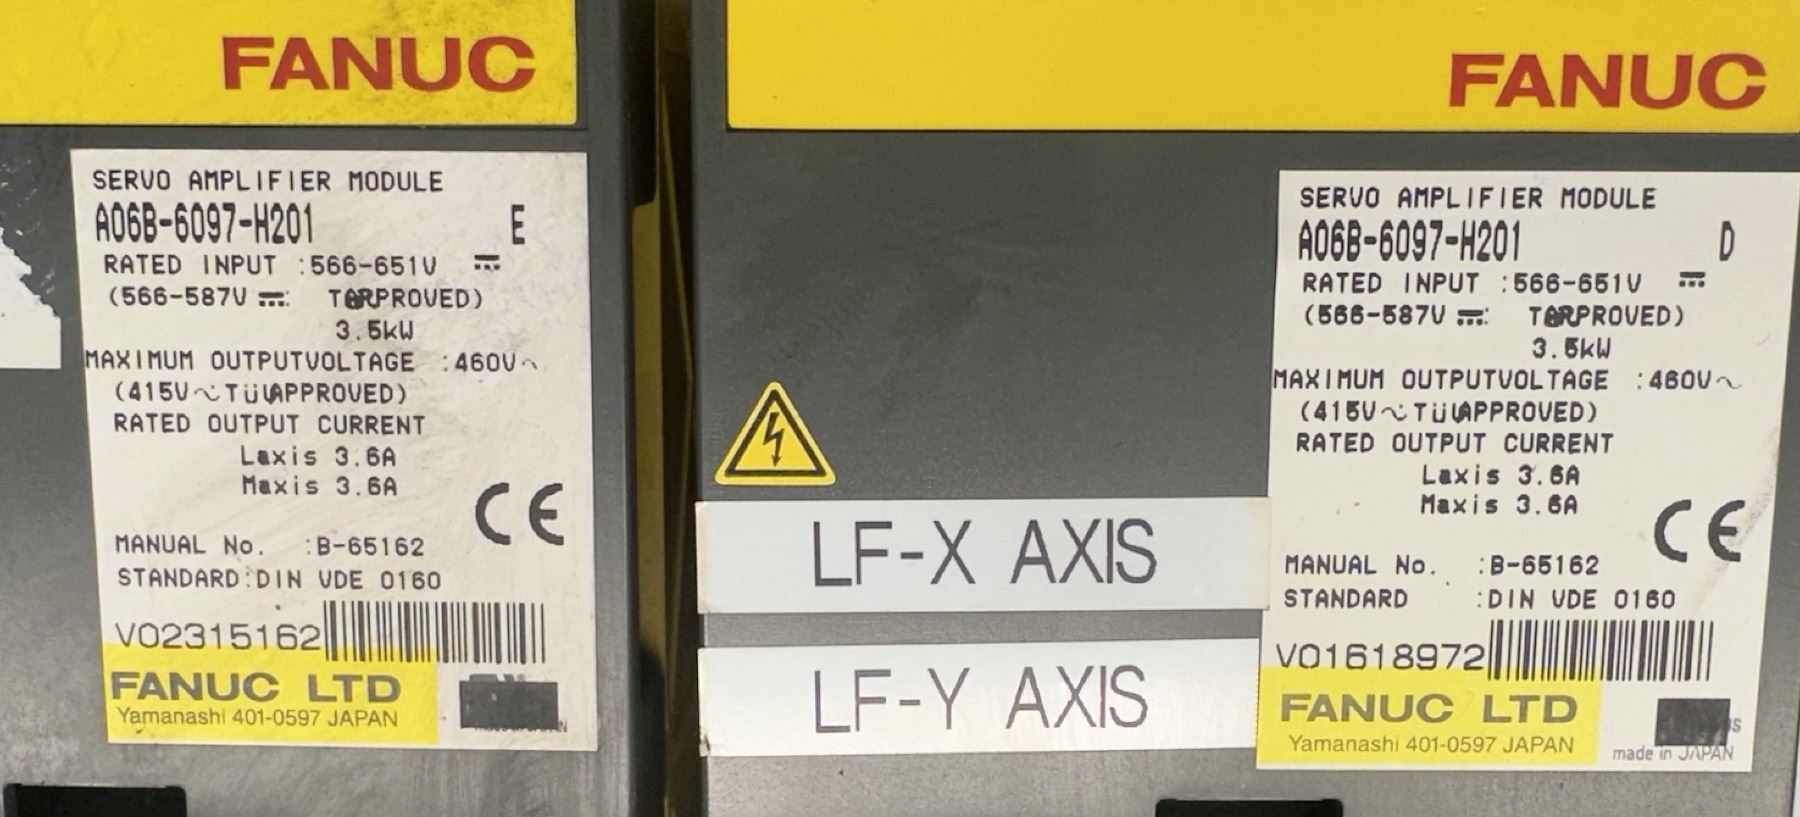 FANUC
SERVO AMPLIFIER MODULE
A06B-6097-H201 E
RATED INPUT :566-651V
(566-587V : APPROVED)
3.5kW
MAXIMUM OUTPUTVOLTAGE :460V~
(415V~:TÜV APPROVED)
RATED OUTPUT CURRENT
Laxis 3.6A
Maxis 3.6A
CE
MANUAL No. :B-65162
STANDARD:DIN VDE 0160
V02315162
FANUC LTD
Yamanashi 401-0597 JAPAN
FANUC
LF-X AXIS
LF-Y AXIS
SERVO AMPLIFIER MODULE
A06B-6097-H201 D
RATED INPUT :566-651V
(566-587V : APPROVED)
3.5kW
MAXIMUM OUTPUTVOLTAGE :460V~
(415V~:TÜV APPROVED)
RATED OUTPUT CURRENT
Laxis 3.6A
Maxis 3.6A
CE
MANUAL No. :B-65162
STANDARD :DIN VDE 0160
V01618972
FANUC LTD
Yamanashi 401-0597 JAPAN
made in JAPAN